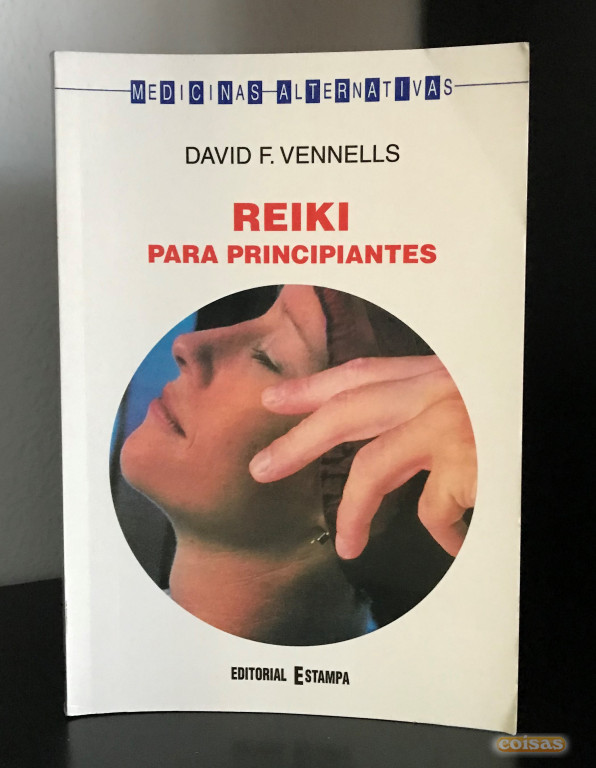 MEDICINAS ALTERNATIVAS
DAVID F. VENNELLS
REIKI
PARA PRINCIPIANTES
EDITORIAL ESTAMPA
coisas